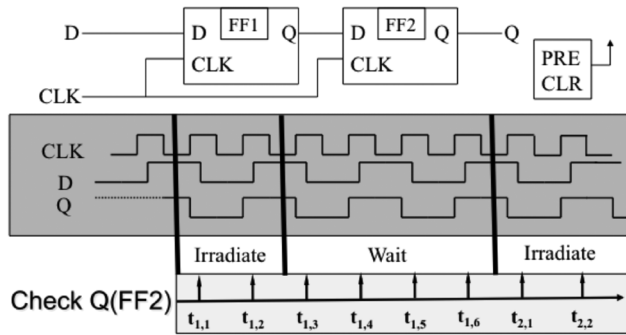 D D FF1 Q D FF2 Q Q
CLK CLK
CLK
PRE
CLR
CLK
D
Q
Irradiate Wait Irradiate
Check Q(FF2)
t1,1 t1,2 t1,3 t1,4 t1,5 t1,6 t2,1 t2,2